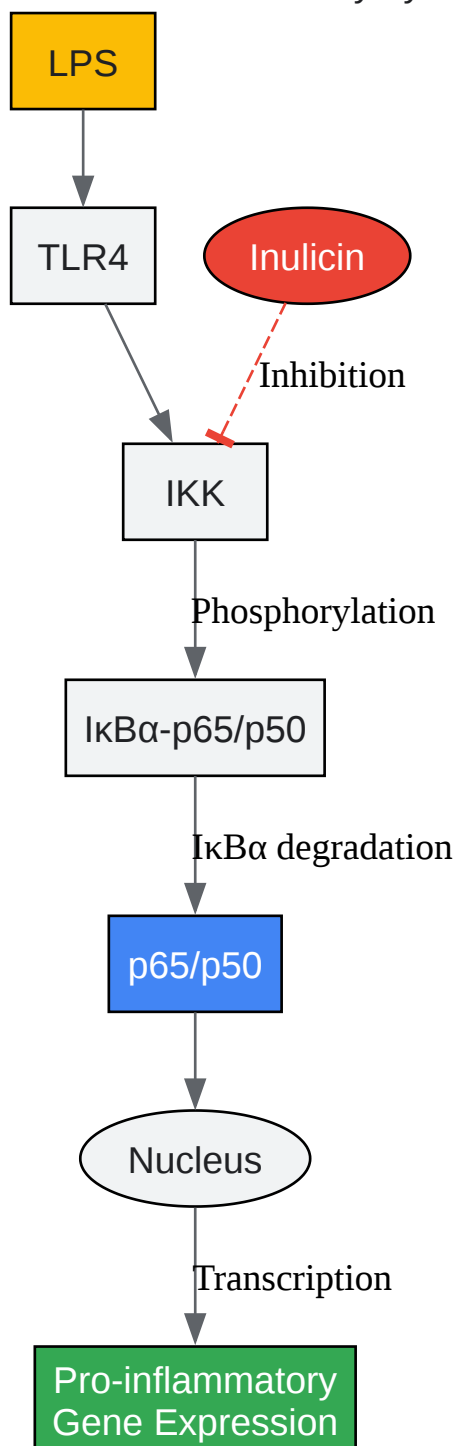 LPS
TLR4
Inulicin
Inhibition
IKK
Phosphorylation
IκBα-p65/p50
IκBα degradation
p65/p50
Nucleus
Transcription
Pro-inflammatory
Gene Expression